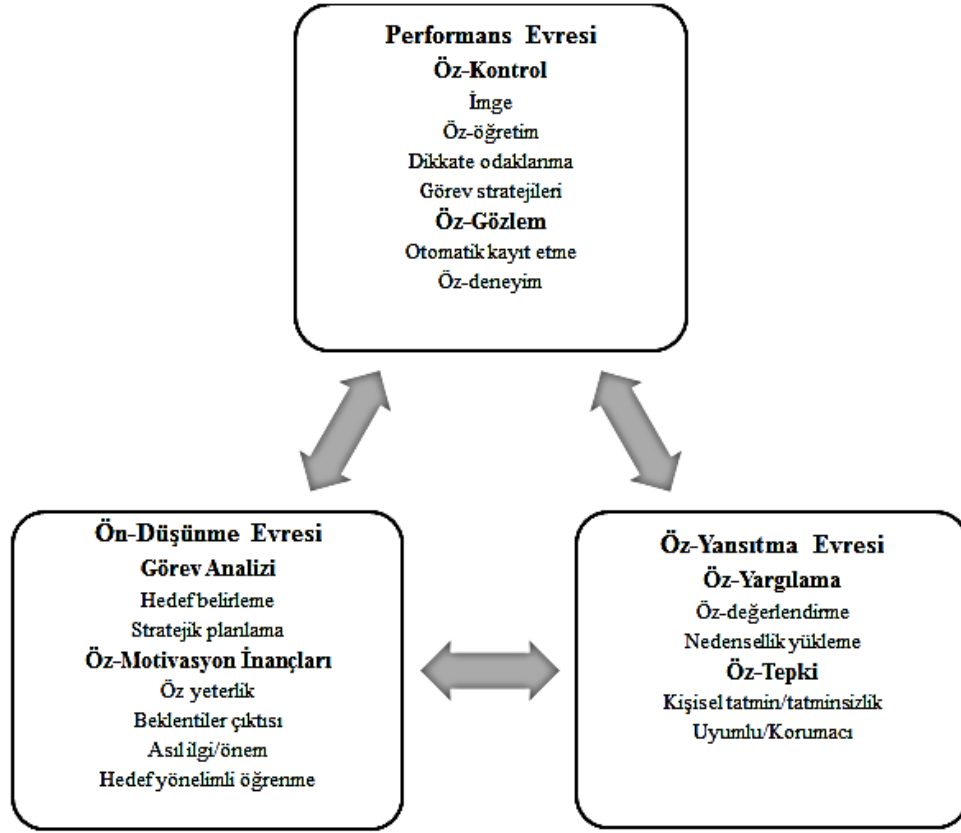 Performans Evresi
Öz-Kontrol
İmge
Öz-öğretim
Dikkate odaklanma
Görev stratejileri
Öz-Gözlem
Otomatik kayıt etme
Öz-deneyim
Ön-Düşünme Evresi
Görev Analizi
Hedef belirleme
Stratejik planlama
Öz-Motivasyon İnançları
Öz yeterlik
Beklentiler çıktısı
Asıl ilgi/önem
Hedef yönelimli öğrenme
Öz-Yansıtma Evresi
Öz-Yargılama
Öz-değerlendirme
Nedensellik yükleme
Öz-Tepki
Kişisel tatmin/tatminsizlik
Uyumlu/Korumacı